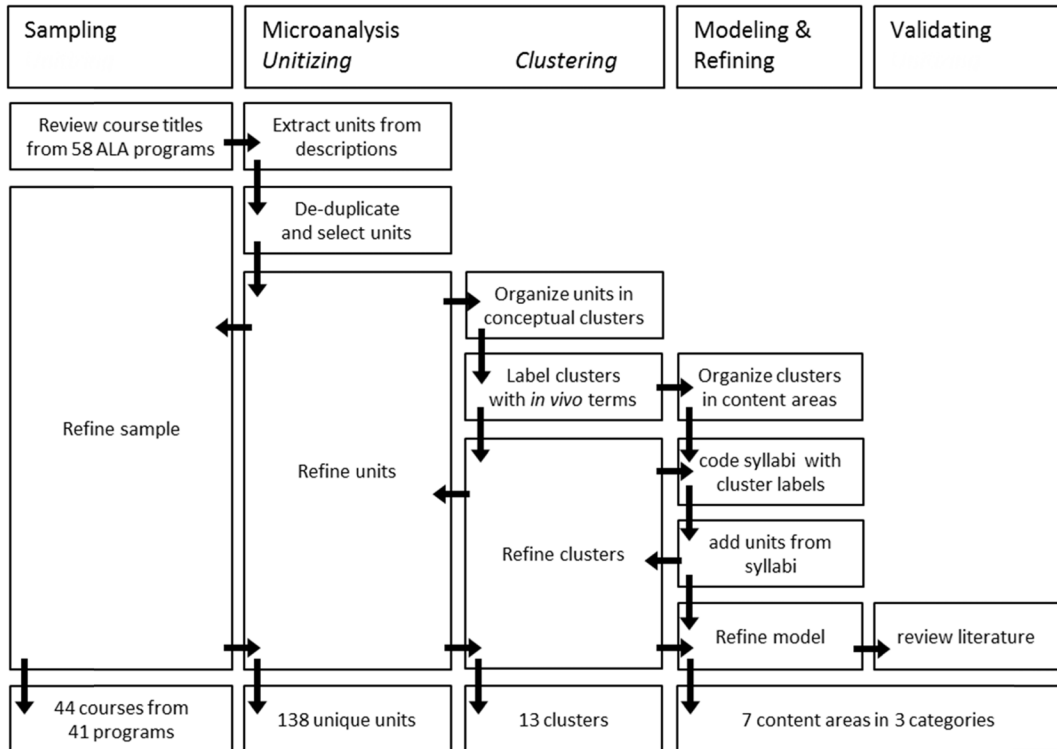 Sampling
Microanalysis
Unitizing
Clustering
Modeling &
Refining
Validating
Review course titles
from 58 ALA programs
Extract units from
descriptions
De-duplicate
and select units
Organize units in
conceptual clusters
Label clusters
with in vivo terms
Organize clusters
in content areas
Refine sample
Refine units
code syllabi with
cluster labels
Refine clusters
add units from
syllabi
Refine model
review literature
44 courses from
41 programs
138 unique units
13 clusters
7 content areas in 3 categories